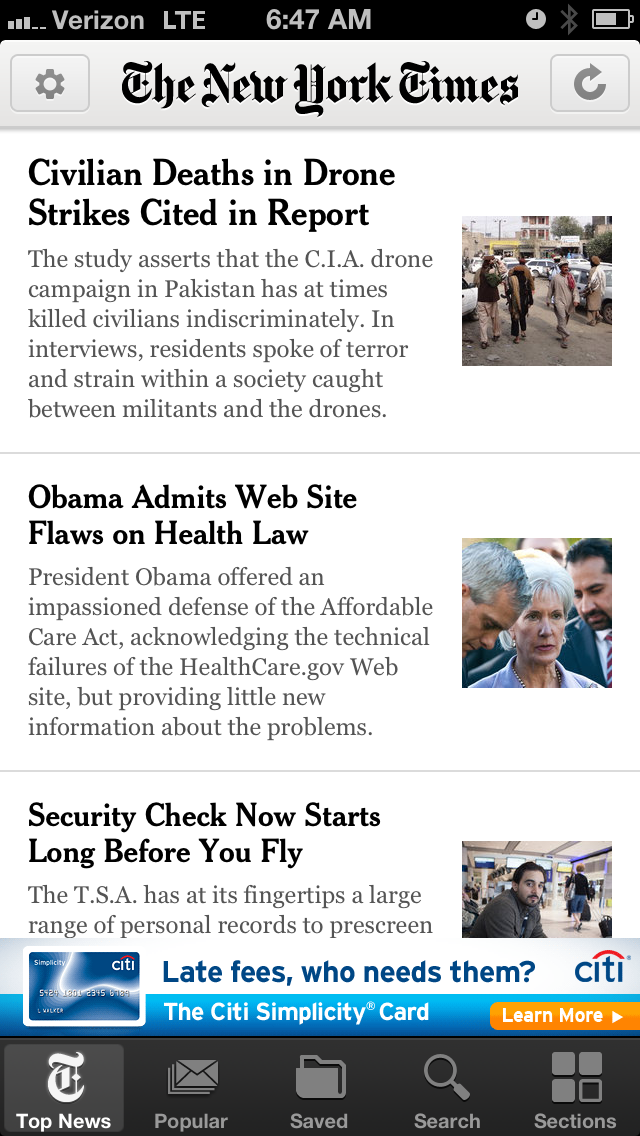 Verizon LTE 6:47 AM
The New York Times
Civilian Deaths in Drone
Strikes Cited in Report
The study asserts that the C.I.A. drone
campaign in Pakistan has at times
killed civilians indiscriminately. In
interviews, residents spoke of terror
and strain within a society caught
between militants and the drones.
Obama Admits Web Site
Flaws on Health Law
President Obama offered an
impassioned defense of the Affordable
Care Act, acknowledging the technical
failures of the HealthCare.gov Web
site, but providing little new
information about the problems.
Security Check Now Starts
Long Before You Fly
The T.S.A. has at its fingertips a large
range of personal records to prescreen
Simplicity citi
5424 1801 2345 6789
L WALKER
Late fees, who needs them?
The Citi Simplicity® Card
citi®
Learn More
T
Top News
Popular
Saved
Search
Sections